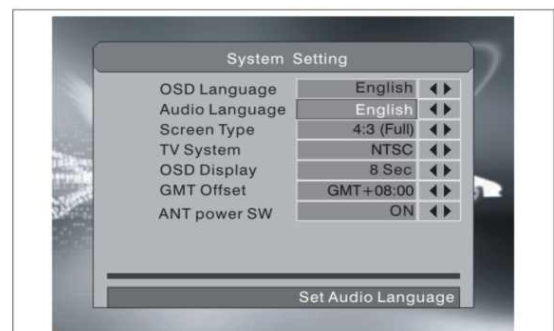 System Setting
OSD Language English
Audio Language English
Screen Type 4:3 (Full)
TV System NTSC
OSD Display 8 Sec
GMT Offset GMT+08:00
ANT power SW ON
Set Audio Language